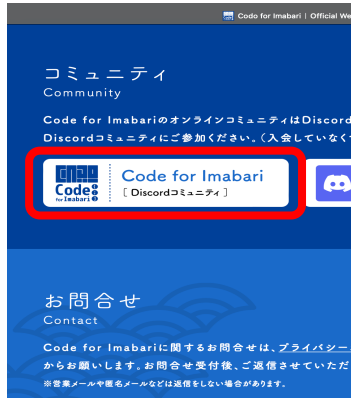 Codo for Imabari | Official We
コミュニティ
Community
Code for ImabariのオンラインコミュニティはDiscord
Discordコミュニティにご参加ください。（入会していなく
Code for Imabari
[ Discordコミュニティ ]
Code
for Imabari
お問合せ
Contact
Code for Imabariに関するお問合せは、プライバシー
からお願いします。お問合せ受付後、ご返信させていただ
※営業メールや匿名メールなどは返信をしない場合があります。